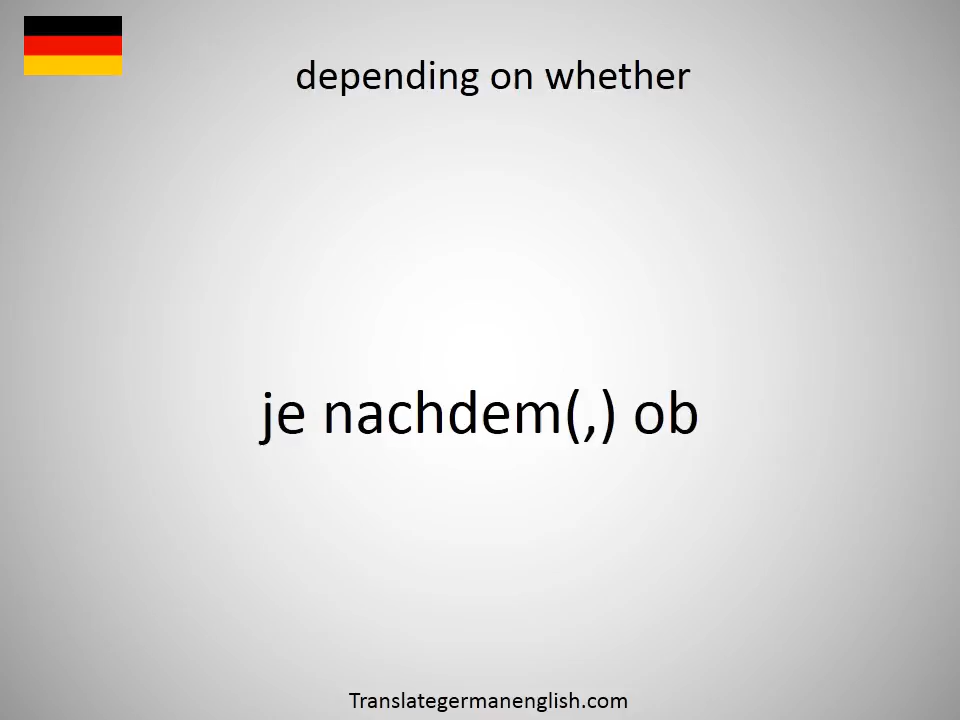 depending on whether
je nachdem(,) ob
Translategermanenglish.com